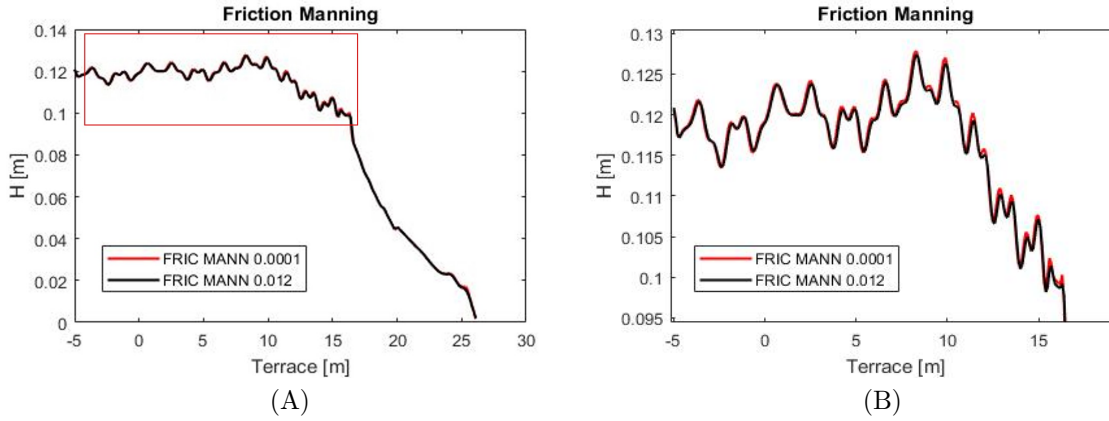 Friction Manning
0.14
0.12
0.1
0.08
0.06
0.04
0.02
0
H [m]
FRIC MANN 0.0001
FRIC MANN 0.012
-5 0 5 10 15 20 25 30
Terrace [m]
(A)
Friction Manning
0.13
0.125
0.12
0.115
0.11
0.105
0.1
0.095
H [m]
FRIC MANN 0.0001
FRIC MANN 0.012
-5 0 5 10 15
Terrace [m]
(B)